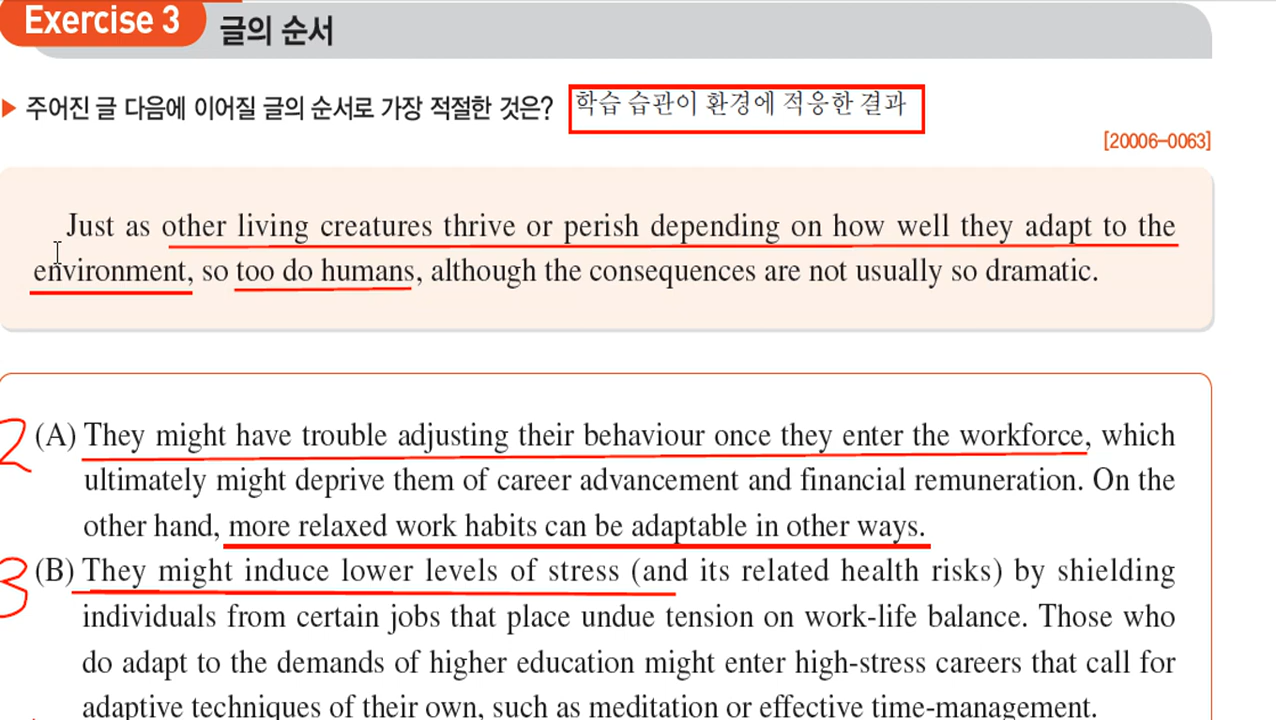 Exercise 3 글의 순서
▶ 주어진 글 다음에 이어질 글의 순서로 가장 적절한 것은? 학습 습관이 환경에 적응한 결과
[20006-0063]
Just as other living creatures thrive or perish depending on how well they adapt to the
environment, so too do humans, although the consequences are not usually so dramatic.
2 (A) They might have trouble adjusting their behaviour once they enter the workforce, which
ultimately might deprive them of career advancement and financial remuneration. On the
other hand, more relaxed work habits can be adaptable in other ways.
3 (B) They might induce lower levels of stress (and its related health risks) by shielding
individuals from certain jobs that place undue tension on work-life balance. Those who
do adapt to the demands of higher education might enter high-stress careers that call for
adaptive techniques of their own, such as meditation or effective time-management.